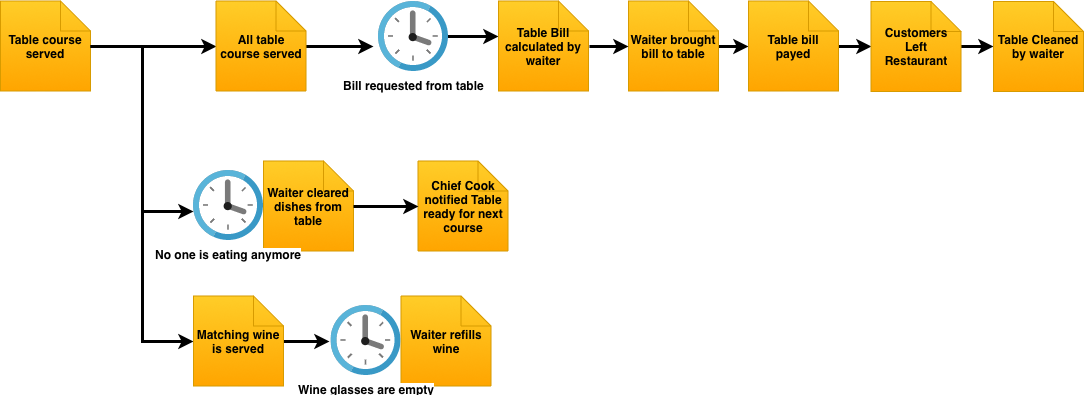 Table course
served
All table
course served
Bill requested from table
Table Bill
calculated by
waiter
Waiter brought
bill to table
Table bill
payed
Customers
Left
Restaurant
Table Cleaned
by waiter
No one is eating anymore
Waiter cleared
dishes from
table
Chief Cook
notified Table
ready for next
course
Matching wine
is served
Wine glasses are empty
Waiter refills
wine